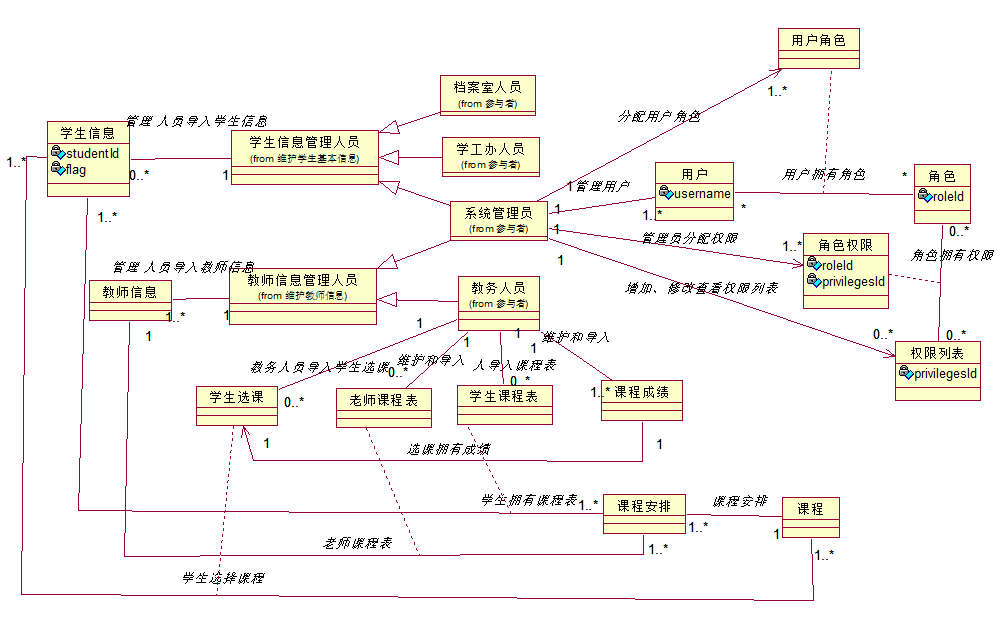 用户角色
1..*
档案室人员
(from 参与者)
分配用户角色
管理 人员导入学生信息
学生信息
studentId
flag
1..*
0..*
1..*
学生信息管理人员
(from 维护学生基本信息)
1
学工办人员
(from 参与者)
用户
username
1管理用户
1..*
*
用户拥有角色
*
角色
roleId
0..*
系统管理员
(from 参与者)
1
1
1
管理员分配权限
1..*
角色权限
roleId
privilegesId
角色拥有权限
管理 人员导入教师信息
教师信息
1..*
1
教师信息管理人员
(from 维护教师信息)
1
教务人员
(from 参与者)
增加、修改查看权限列表
0..*
0..*
权限列表
privilegesId
1
1
1
1
维护和导入
教务人员导入学生选课
维护和导入
人导入课程表
0..*
0..*
0..*
1..*
学生选课
老师课程表
学生课程表
课程成绩
1
1
选课拥有成绩
学生拥有课程表
1..*
课程安排
1..*
课程安排
1
课程
老师课程表
1..*
1..*
学生选择课程